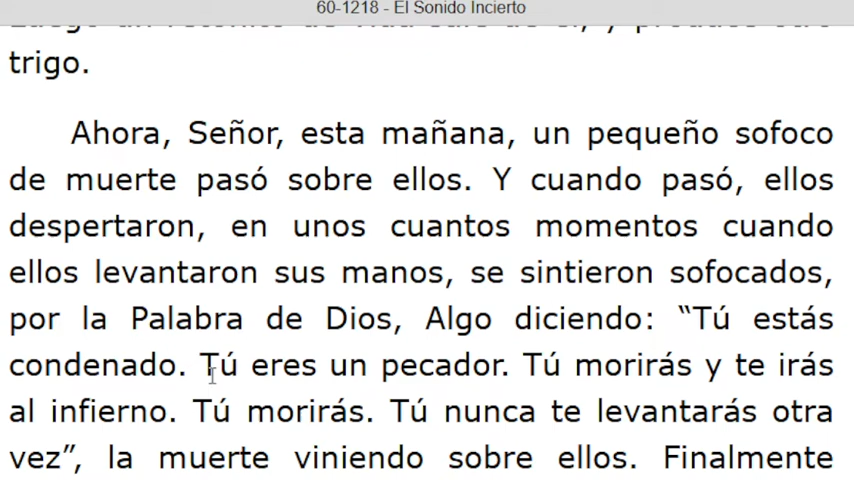 60-1218 - El Sonido Incierto
trigo.
Ahora, Señor, esta mañana, un pequeño sofoco
de muerte pasó sobre ellos. Y cuando pasó, ellos
despertaron, en unos cuantos momentos cuando
ellos levantaron sus manos, se sintieron sofocados,
por la Palabra de Dios, Algo diciendo: “Tú estás
condenado. Tú eres un pecador. Tú morirás y te irás
al infierno. Tú morirás. Tú nunca te levantarás otra
vez”, la muerte viniendo sobre ellos. Finalmente